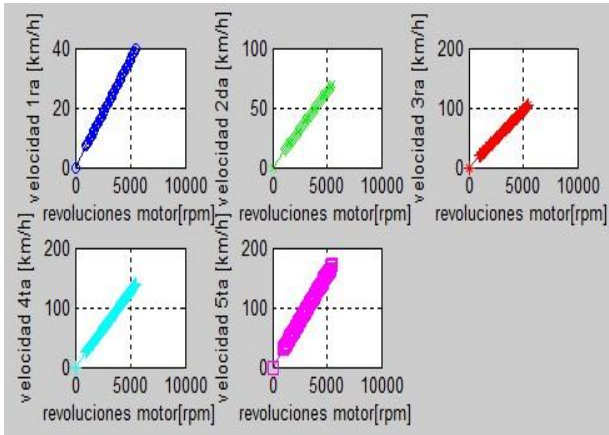 velocidad 1ra [km/h]
40
20
0
0 5000 10000
revoluciones motor[rpm]
velocidad 2da [km/h]
100
50
0
0 5000 10000
revoluciones motor[rpm]
velocidad 3ra [km/h]
200
100
0
0 5000 10000
revoluciones motor[rpm]
velocidad 4ta [km/h]
200
100
0
0 5000 10000
revoluciones motor[rpm]
velocidad 5ta [km/h]
200
100
0
0 5000 10000
revoluciones motor[rpm]